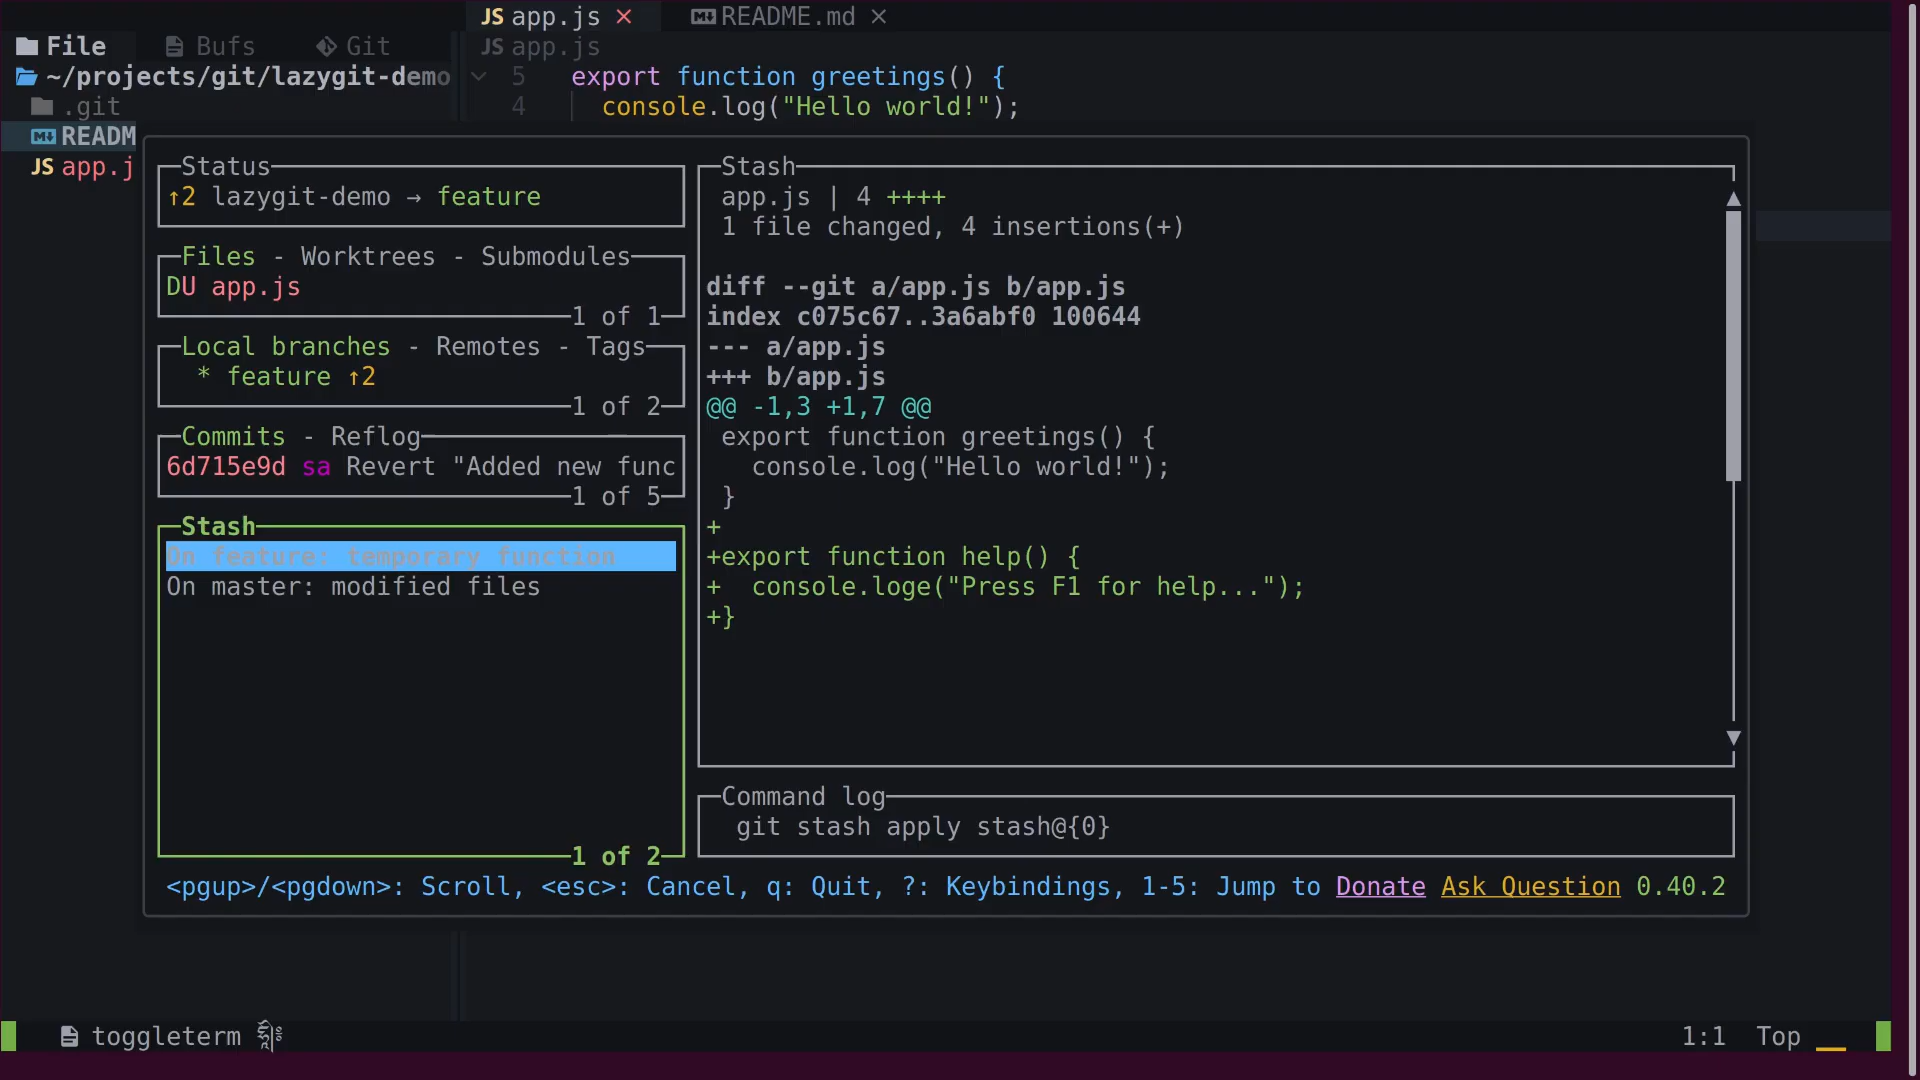 JS app.js ✕ README.md ✕
File Bufs Git JS app.js
~/projects/git/lazygit-demo 5 export function greetings() {
.git 4 console.log("Hello world!");
READM
JS app.j
Status
↑2 lazygit-demo → feature
Files - Worktrees - Submodules
DU app.js
1 of 1
Local branches - Remotes - Tags
* feature ↑2
1 of 2
Commits - Reflog
6d715e9d sa Revert "Added new func
1 of 5
Stash
On feature: temporary function
On master: modified files
1 of 2
Stash
app.js | 4 ++++
1 file changed, 4 insertions(+)
diff --git a/app.js b/app.js
index c075c67..3a6abf0 100644
--- a/app.js
+++ b/app.js
@@ -1,3 +1,7 @@
export function greetings() {
console.log("Hello world!");
}
+
+export function help() {
+ console.loge("Press F1 for help...");
+}
Command log
git stash apply stash@{0}
<pgup>/<pgdown>: Scroll, <esc>: Cancel, q: Quit, ?: Keybindings, 1-5: Jump to Donate Ask Question 0.40.2
toggleterm
1:1 Top